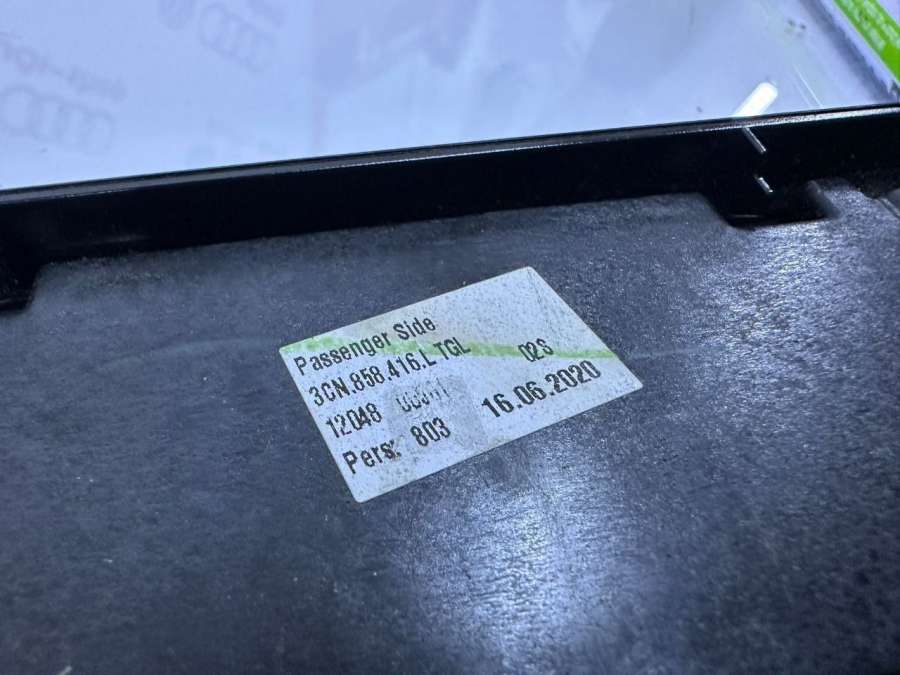 Passenger Side
3CN.858.416.L TGL 02S
12048
Pers: 803 16.06.2020